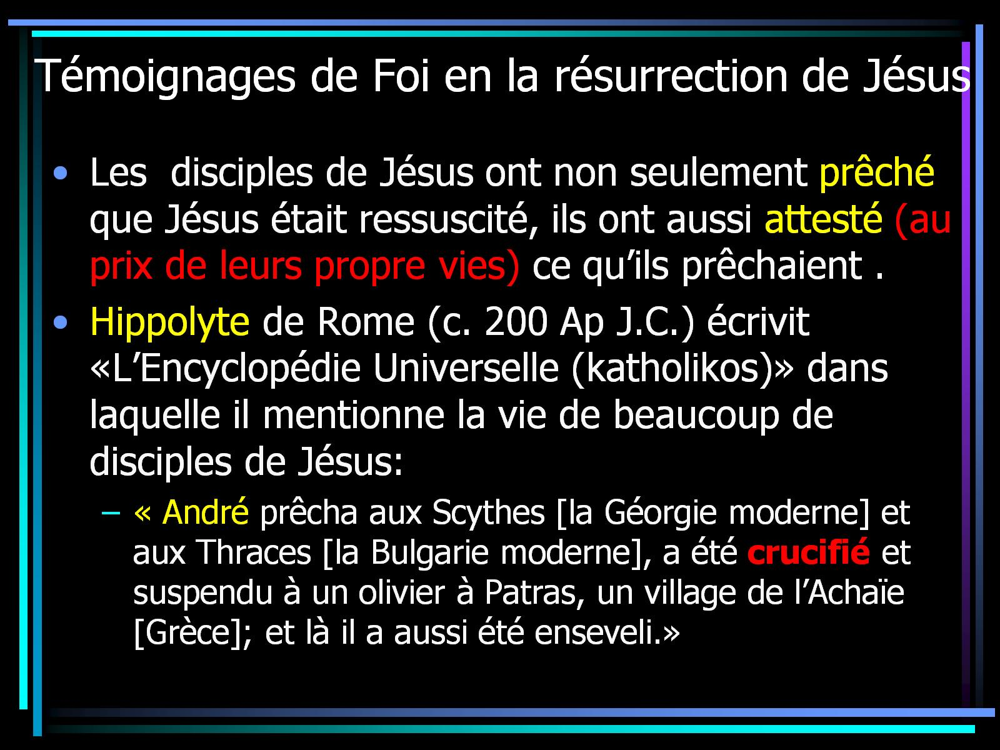 Témoignages de Foi en la résurrection de Jésus
• Les  disciples de Jésus ont non seulement prêché
que Jésus était ressuscité, ils ont aussi attesté (au
prix de leurs propre vies) ce qu’ils prêchaient .
• Hippolyte de Rome (c. 200 Ap J.C.) écrivit
«L’Encyclopédie Universelle (katholikos)» dans
laquelle il mentionne la vie de beaucoup de
disciples de Jésus:
– « André prêcha aux Scythes [la Géorgie moderne] et
aux Thraces [la Bulgarie moderne], a été crucifié et
suspendu à un olivier à Patras, un village de l’Achaïe
[Grèce]; et là il a aussi été enseveli.»